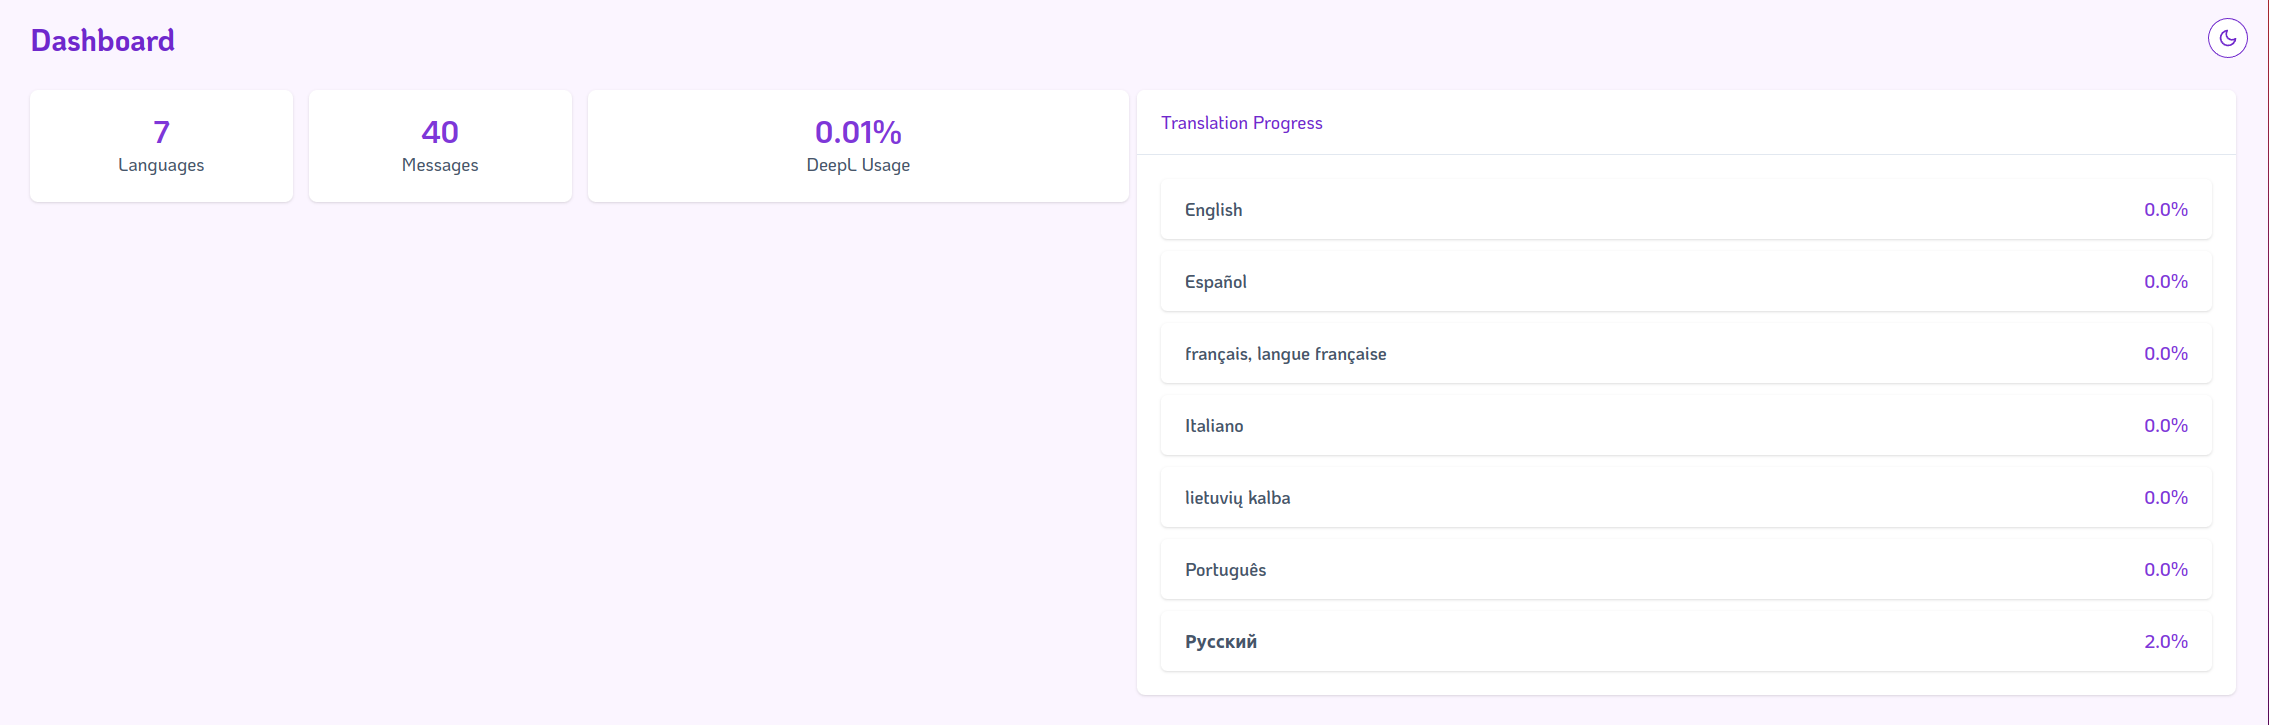 Dashboard
7
Languages
40
Messages
0.01%
DeepL Usage
Translation Progress
English 0.0%
Español 0.0%
français, langue française 0.0%
Italiano 0.0%
lietuvių kalba 0.0%
Português 0.0%
Русский 2.0%